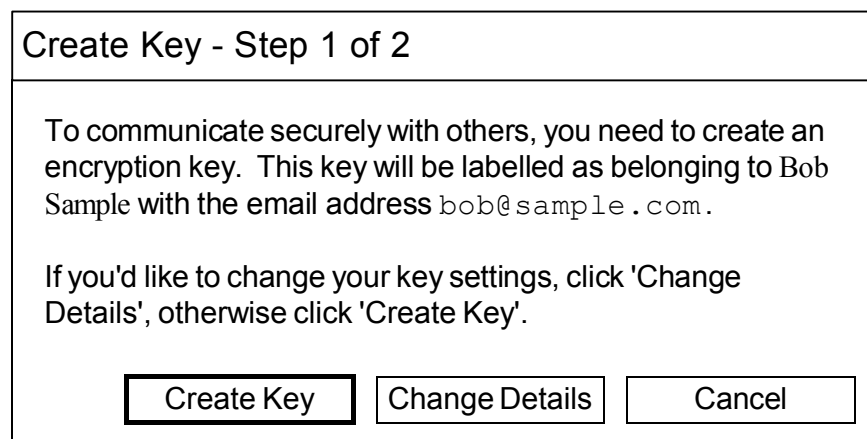 Create Key - Step 1 of 2
To communicate securely with others, you need to create an
encryption key.  This key will be labelled as belonging to Bob
Sample with the email address bob@sample.com.
If you'd like to change your key settings, click 'Change
Details', otherwise click 'Create Key'.
Create Key Change Details Cancel